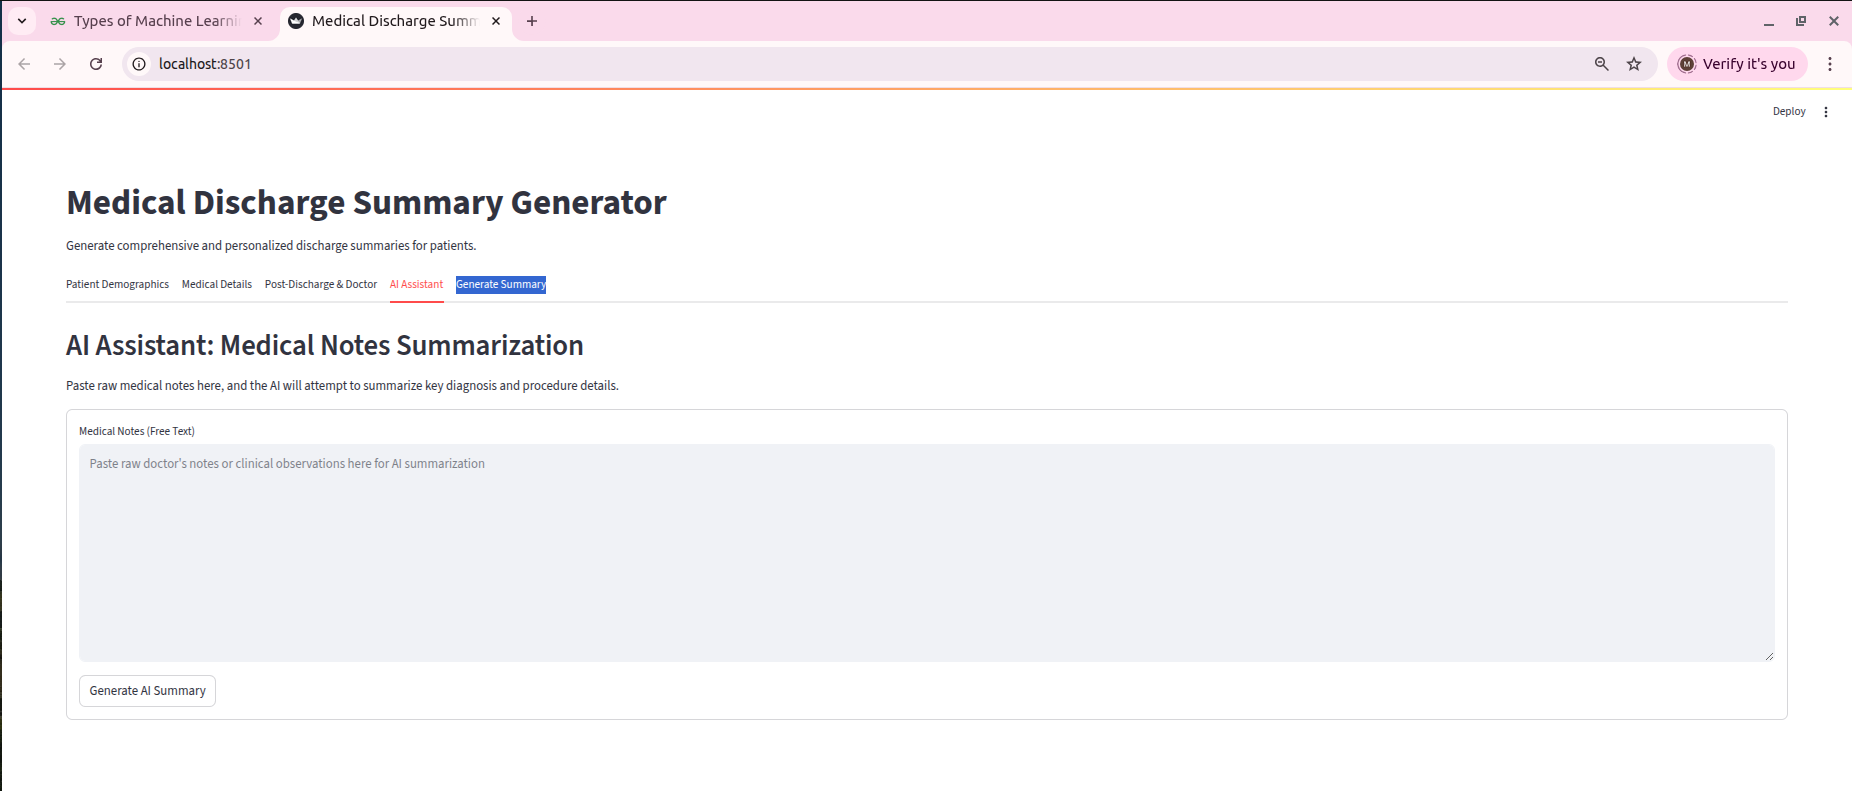 Types of Machine Learni
Medical Discharge Summ
localhost:8501
Verify it's you
Deploy
Medical Discharge Summary Generator
Generate comprehensive and personalized discharge summaries for patients.
Patient Demographics Medical Details Post-Discharge & Doctor AI Assistant Generate Summary
AI Assistant: Medical Notes Summarization
Paste raw medical notes here, and the AI will attempt to summarize key diagnosis and procedure details.
Medical Notes (Free Text)
Paste raw doctor's notes or clinical observations here for AI summarization
Generate AI Summary